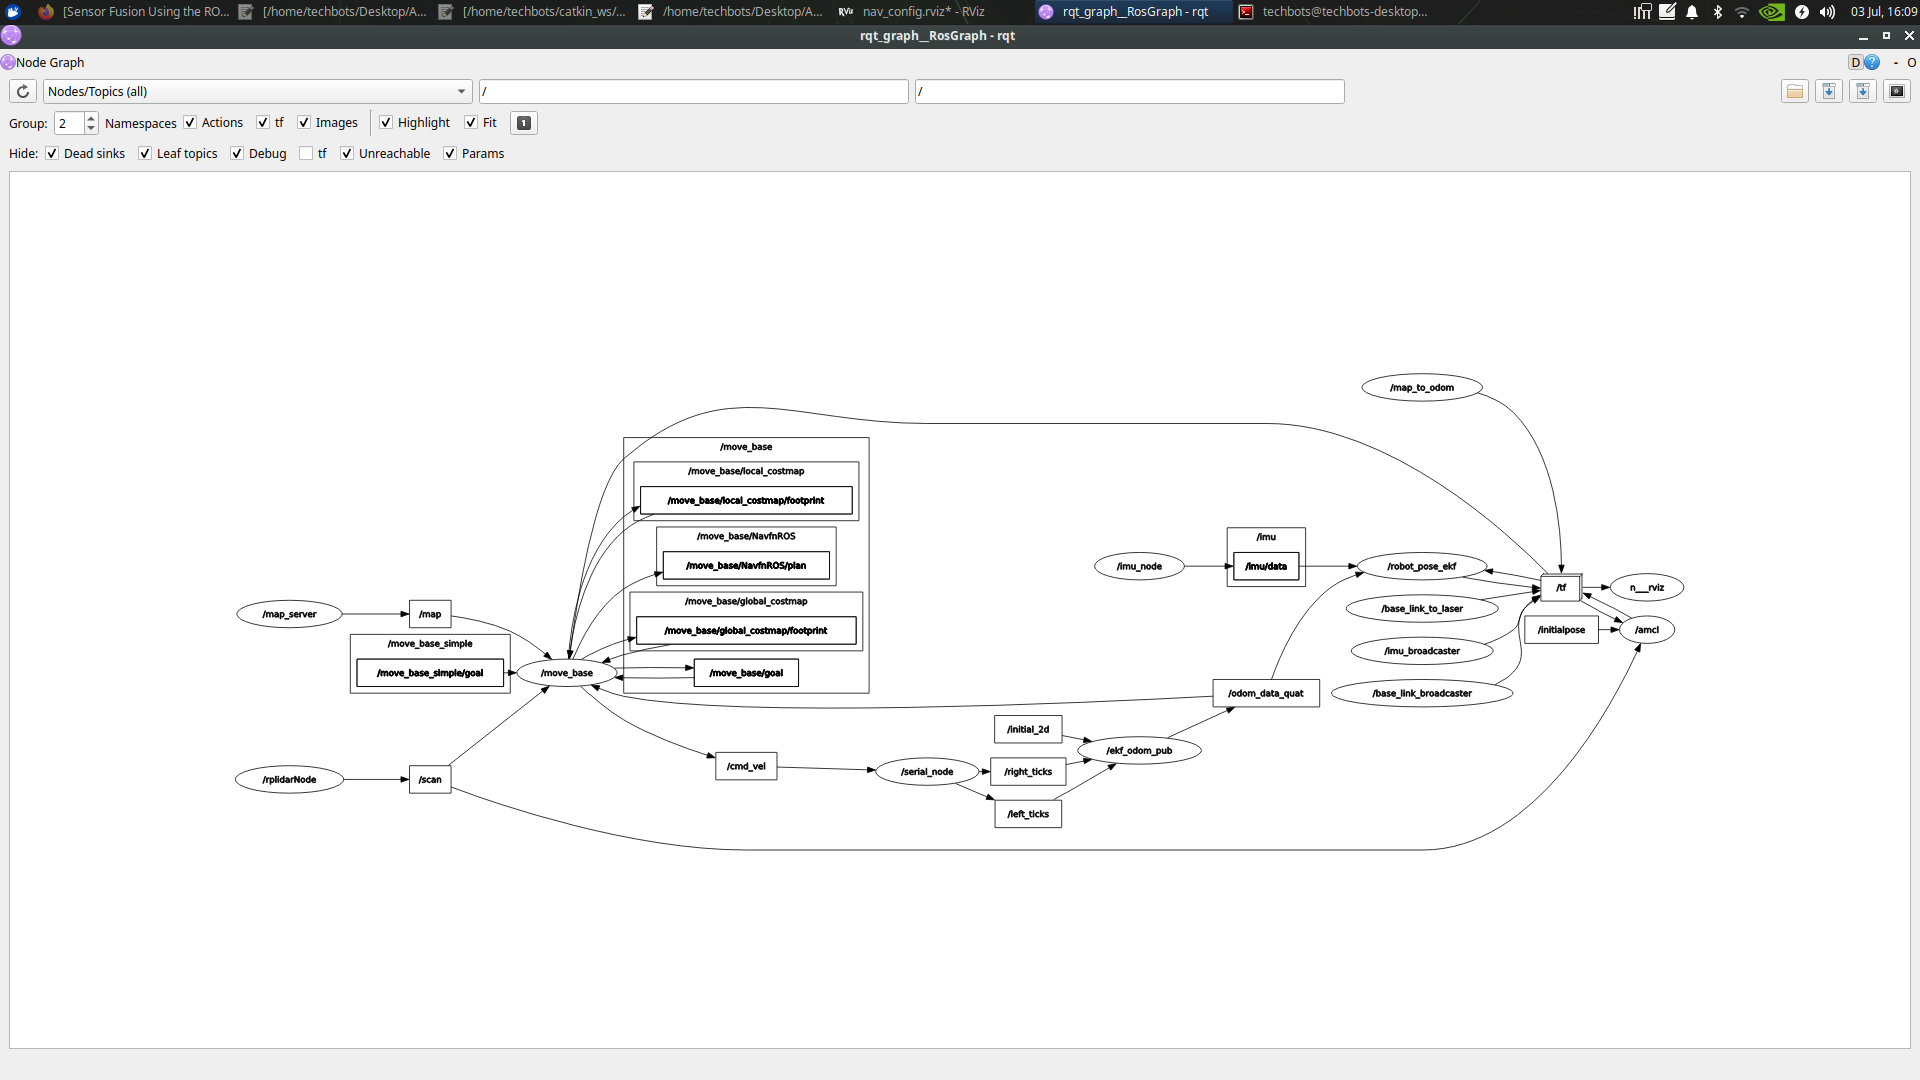 [Sensor Fusion Using the RO... [/home/techbots/Desktop/A... [/home/techbots/catkin_ws/... /home/techbots/Desktop/A... RViz nav_config.rviz* - RViz rqt_graph__RosGraph - rqt techbots@techbots-desktop... 03 Jul, 16:09
rqt_graph__RosGraph - rqt
Node Graph D ? - O
Nodes/Topics (all) / /
Group: 2 Namespaces Actions tf Images Highlight Fit 1
Hide: Dead sinks Leaf topics Debug tf Unreachable Params
/map_to_odom
/move_base
/move_base/local_costmap
/move_base/local_costmap/footprint
/move_base/NavfnROS
/move_base/NavfnROS/plan
/move_base/global_costmap
/move_base/global_costmap/footprint
/move_base/goal
/map_server
/map
/move_base_simple
/move_base_simple/goal
/move_base
/rplidarNode
/scan
/cmd_vel
/serial_node
/initial_2d
/right_ticks
/left_ticks
/ekf_odom_pub
/odom_data_quat
/imu_node
/imu
/imu/data
/robot_pose_ekf
/base_link_to_laser
/imu_broadcaster
/base_link_broadcaster
/tf
n__rviz
/initialpose
/amcl